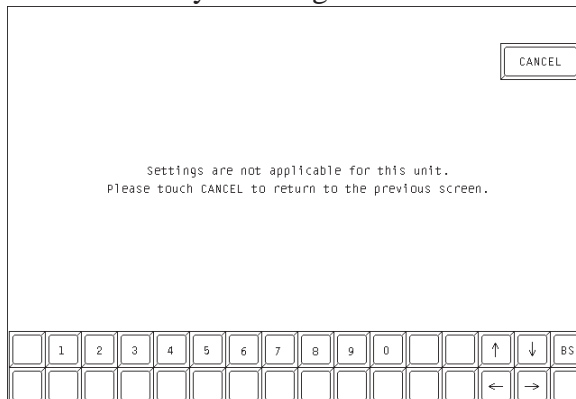 CANCEL
Settings are not applicable for this unit.
Please touch CANCEL to return to the previous screen.
1 2 3 4 5 6 7 8 9 0 ↑ ↓ BS
← →